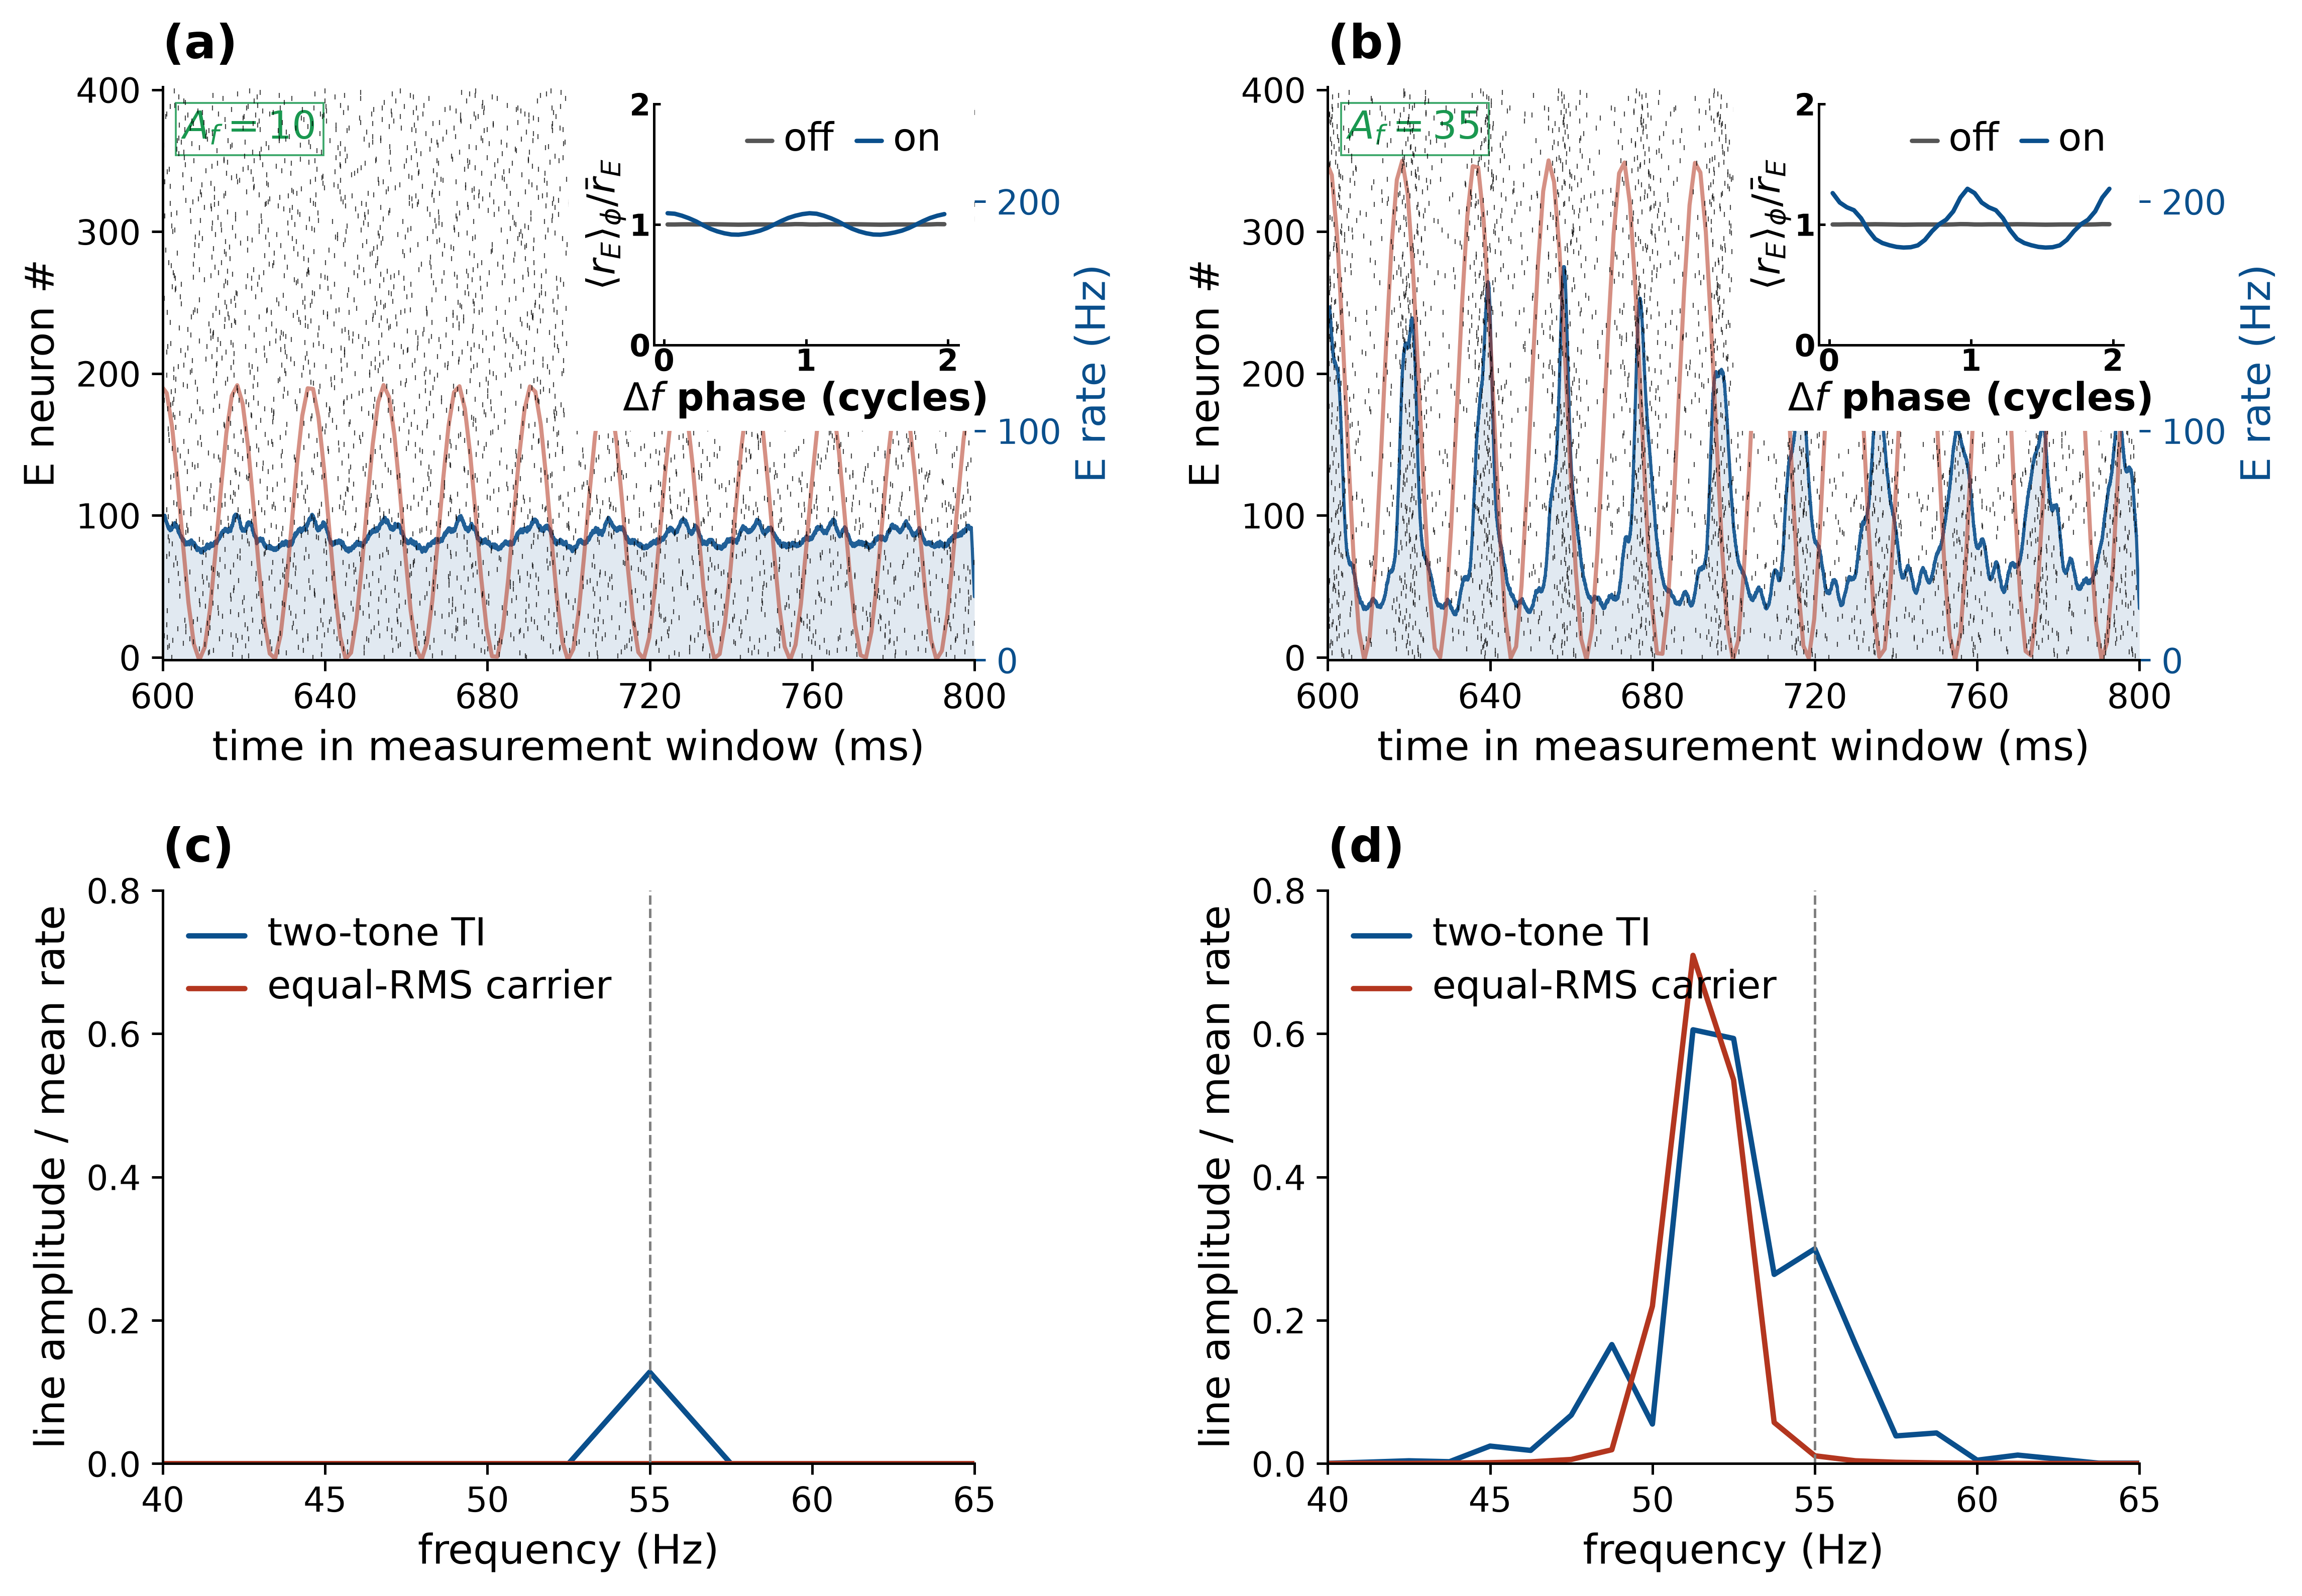 (a)
400
300
200
100
0
E neuron #
A_f = 10
2
1
0
⟨r_E⟩_ϕ/r̄_E
off on
0 1 2
Δf phase (cycles)
200
100
0
E rate (Hz)
600 640 680 720 760 800
time in measurement window (ms)
(b)
400
300
200
100
0
E neuron #
A_f = 35
2
1
0
⟨r_E⟩_ϕ/r̄_E
off on
0 1 2
Δf phase (cycles)
200
100
0
E rate (Hz)
600 640 680 720 760 800
time in measurement window (ms)
(c)
0.8
0.6
0.4
0.2
0.0
line amplitude / mean rate
two-tone TI
equal-RMS carrier
40 45 50 55 60 65
frequency (Hz)
(d)
0.8
0.6
0.4
0.2
0.0
line amplitude / mean rate
two-tone TI
equal-RMS carrier
40 45 50 55 60 65
frequency (Hz)